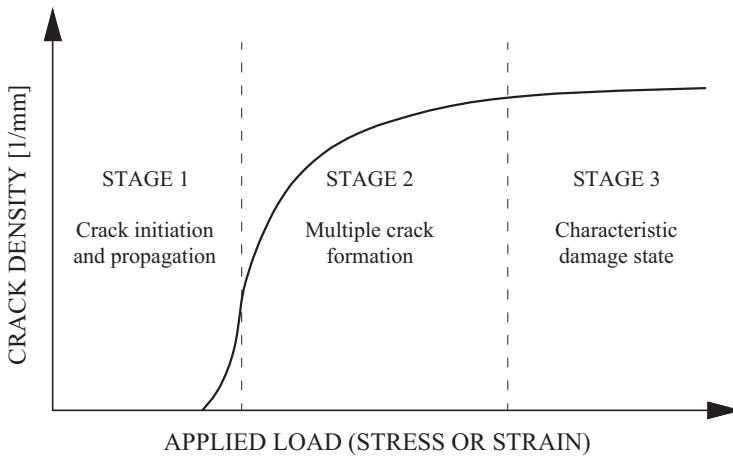 CRACK DENSITY [1/mm]
STAGE 1
Crack initiation
and propagation
STAGE 2
Multiple crack
formation
STAGE 3
Characteristic
damage state
APPLIED LOAD (STRESS OR STRAIN)